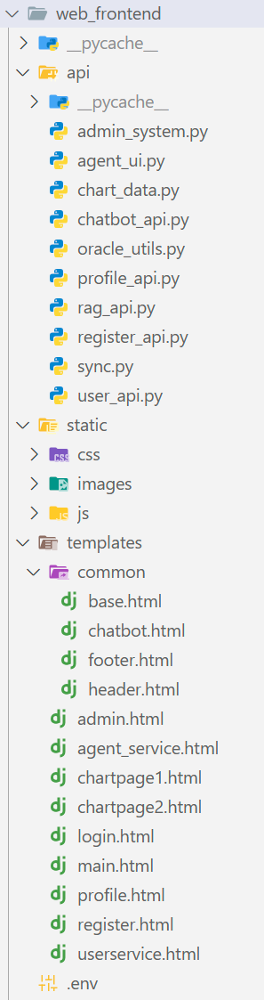 web_frontend
__pycache__
api
__pycache__
admin_system.py
agent_ui.py
chart_data.py
chatbot_api.py
oracle_utils.py
profile_api.py
rag_api.py
register_api.py
sync.py
user_api.py
static
css
images
js
templates
common
base.html
chatbot.html
footer.html
header.html
admin.html
agent_service.html
chartpage1.html
chartpage2.html
login.html
main.html
profile.html
register.html
userservice.html
.env